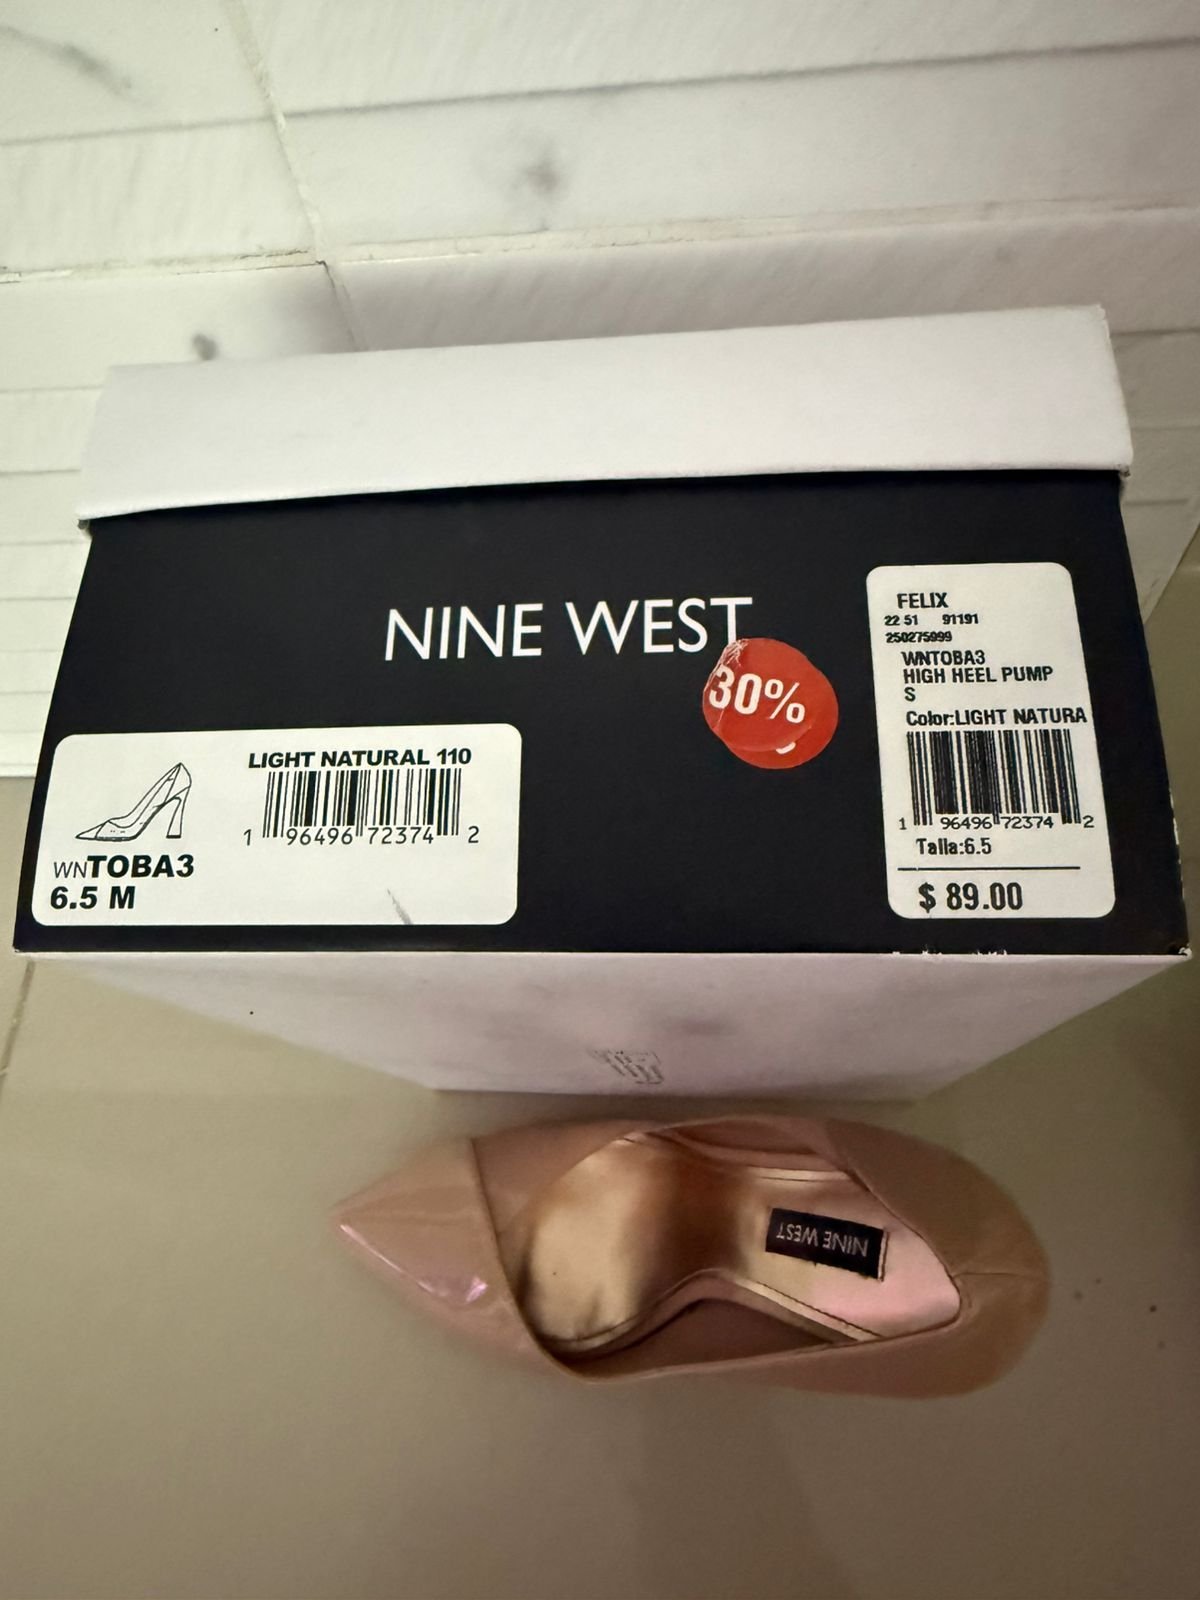 NINE WEST
30%
LIGHT NATURAL 110
1 96496 72374 2
WNTOBA3
6.5 M
FELIX
22 51 91191
250275999
WNTOBA3
HIGH HEEL PUMP
S
Color:LIGHT NATURA
1 96496 72374 2
Talla:6.5
$ 89.00
NINE WEST